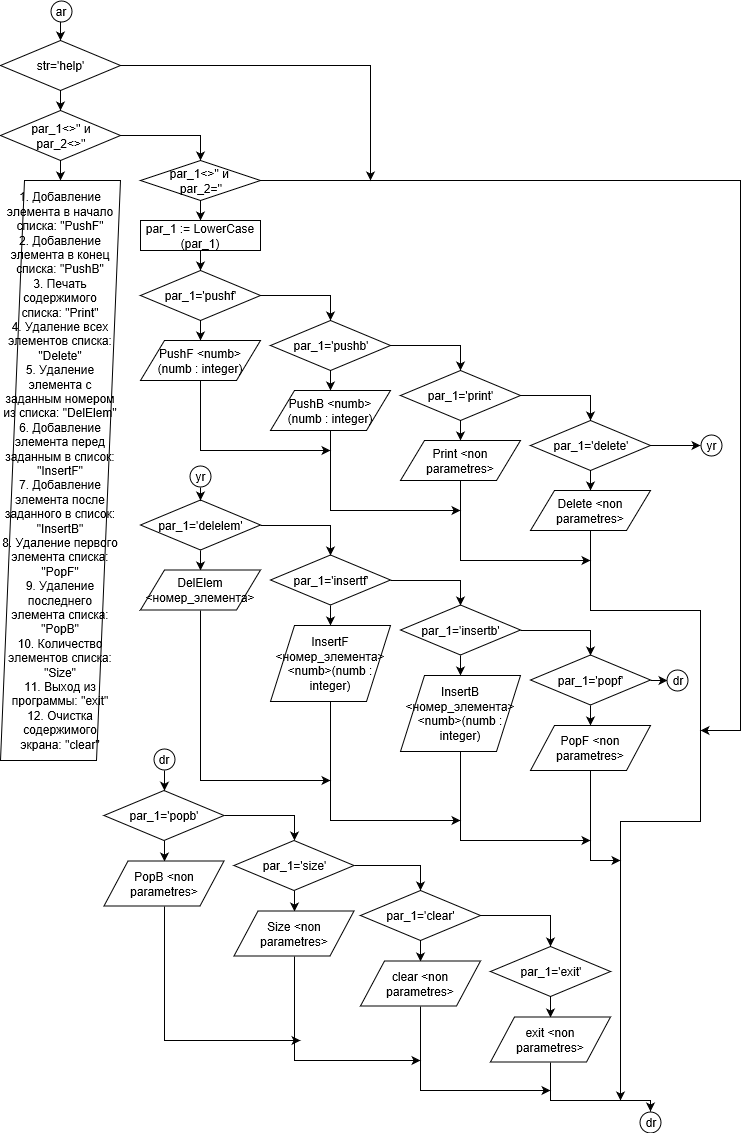 ar
str='help'
par_1<>'' и
par_2<>''
par_1<>'' и
par_2=''
1. Добавление
элемента в начало
списка: "PushF"
2. Добавление
элемента в конец
списка: "PushB"
3. Печать
содержимого
списка: "Print"
4. Удаление всех
элементов списка:
"Delete"
5. Удаление
элемента с
заданным номером
из списка: "DelElem"
6. Добавление
элемента перед
заданным в список:
"InsertF"
7. Добавление
элемента после
заданного в список:
"InsertB"
8. Удаление первого
элемента списка:
"PopF"
9. Удаление
последнего
элемента списка:
"PopB"
10. Количество
элементов списка:
"Size"
11. Выход из
программы: "exit"
12. Очистка
содержимого
экрана: "clear"
par_1 := LowerCase
(par_1)
par_1='pushf'
PushF <numb>
(numb : integer)
par_1='pushb'
PushB <numb>
(numb : integer)
par_1='print'
Print <non
parametres>
par_1='delete'
Delete <non
parametres>
yr
yr
par_1='delelem'
DelElem
<номер_элемента>
par_1='insertf'
InsertF
<номер_элемента>
<numb>(numb :
integer)
par_1='insertb'
InsertB
<номер_элемента>
<numb>(numb :
integer)
par_1='popf'
PopF <non
parametres>
dr
dr
par_1='popb'
PopB <non
parametres>
par_1='size'
Size <non
parametres>
par_1='clear'
clear <non
parametres>
par_1='exit'
exit <non
parametres>
dr